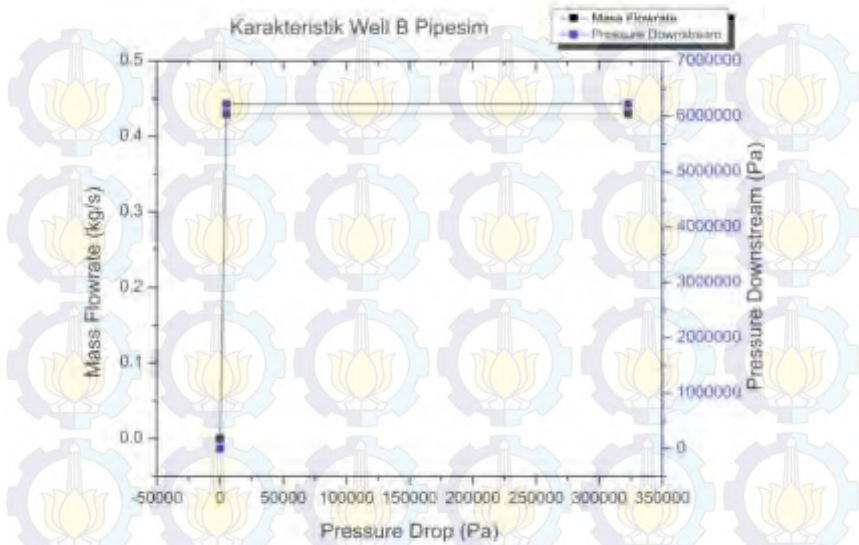 Karakteristik Well B Pipesim
Mass Flowrate
Pressure Downstream
0.5
0.4
0.3
0.2
0.1
0.0
Mass Flowrate (kg/s)
7000000
6000000
5000000
4000000
3000000
2000000
1000000
0
Pressure Downstream (Pa)
-50000 0 50000 100000 150000 200000 250000 300000 350000
Pressure Drop (Pa)